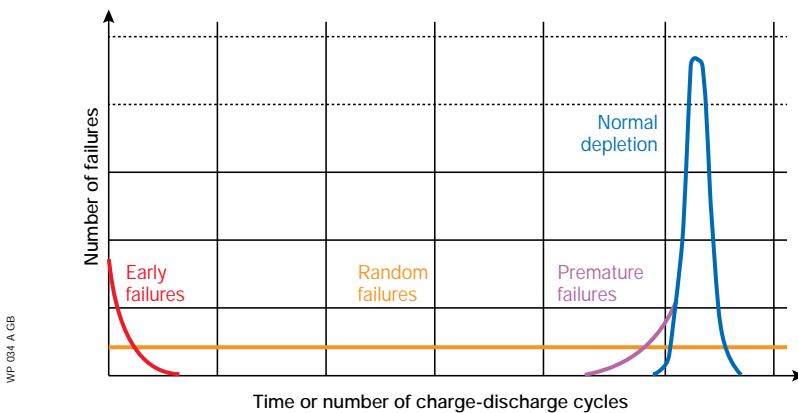 Number of failures
Normal
depletion
Early
failures
Random
failures
Premature
failures
WP 034 A GB
Time or number of charge-discharge cycles